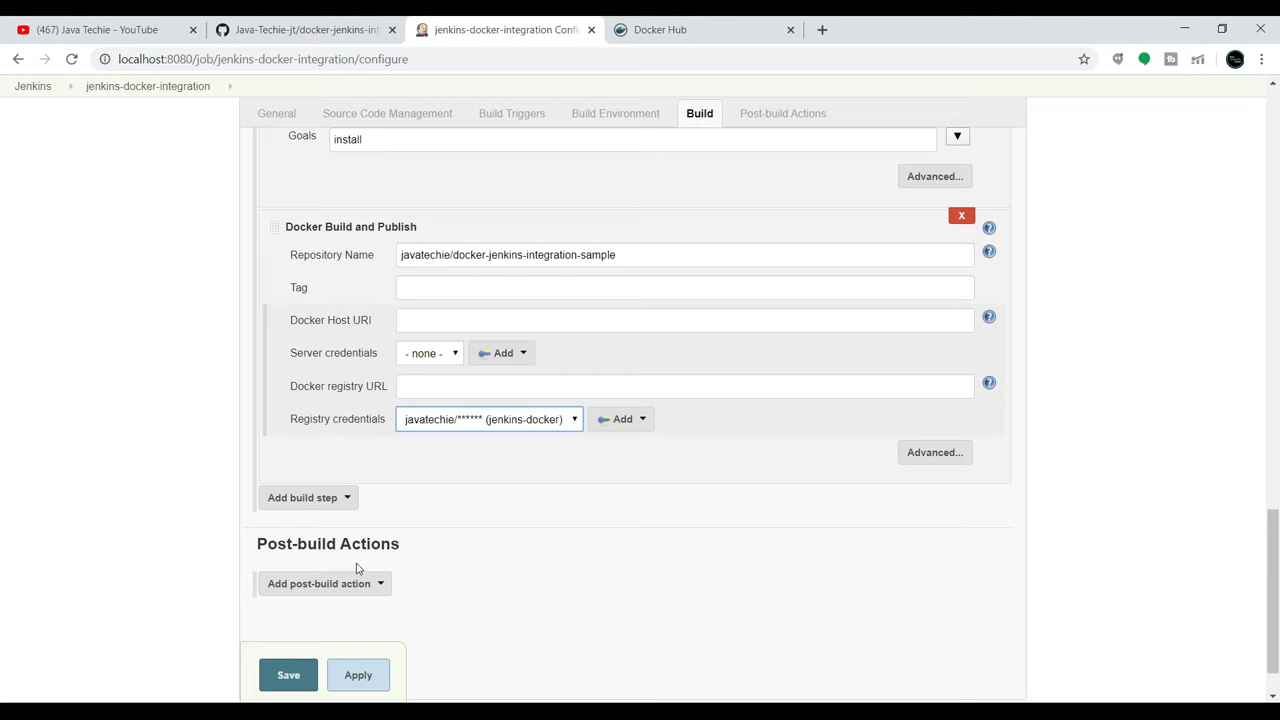 (467) Java Techie - YouTube
Java-Techie-jt/docker-jenkins-int
jenkins-docker-integration Confi
Docker Hub
localhost:8080/job/jenkins-docker-integration/configure
Jenkins
jenkins-docker-integration
General
Source Code Management
Build Triggers
Build Environment
Build
Post-build Actions
Goals
install
Advanced...
X
Docker Build and Publish
Repository Name
javatechie/docker-jenkins-integration-sample
Tag
Docker Host URI
Server credentials
- none -
Add
Docker registry URL
Registry credentials
javatechie/****** (jenkins-docker)
Add
Advanced...
Add build step
Post-build Actions
Add post-build action
Save
Apply